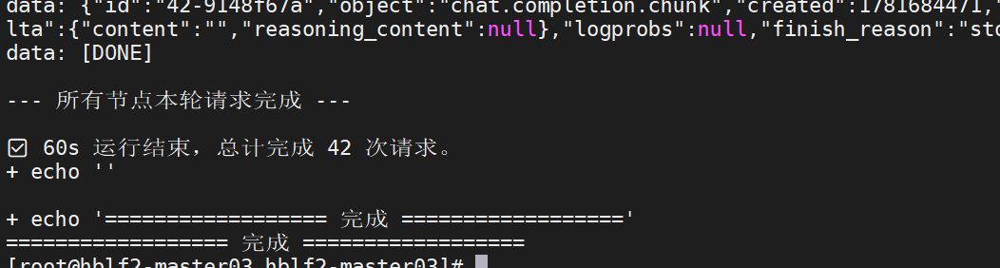 data: {"id":"42-9148f67a","object":"chat.completion.chunk","created":1781684471,"
lta":{"content":"","reasoning_content":null},"logprobs":null,"finish_reason":"sto
data: [DONE]
--- 所有节点本轮请求完成 ---
☑ 60s 运行结束，总计完成 42 次请求。
+ echo ''
+ echo '================== 完成 =================='
================== 完成 ==================
[root@hblf2-master03 hblf2-master03]#